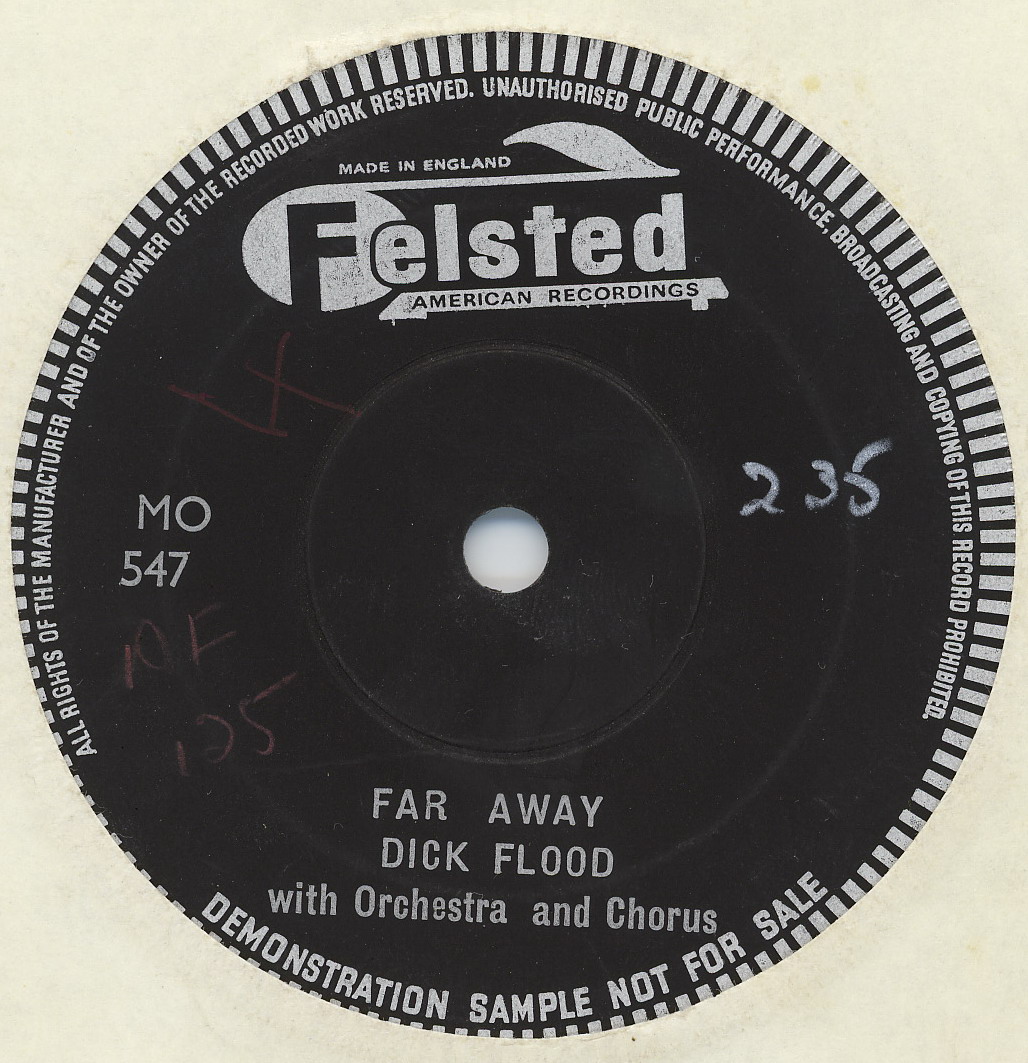 ALL RIGHTS OF THE MANUFACTURER AND OF THE OWNER OF THE RECORDED WORK RESERVED. UNAUTHORISED PUBLIC PERFORMANCE, BROADCASTING AND COPYING OF THIS RECORD PROHIBITED.
MADE IN ENGLAND
Felsted
AMERICAN RECORDINGS
235
MO
547
125
FAR AWAY
DICK FLOOD
with Orchestra and Chorus
DEMONSTRATION SAMPLE NOT FOR SALE